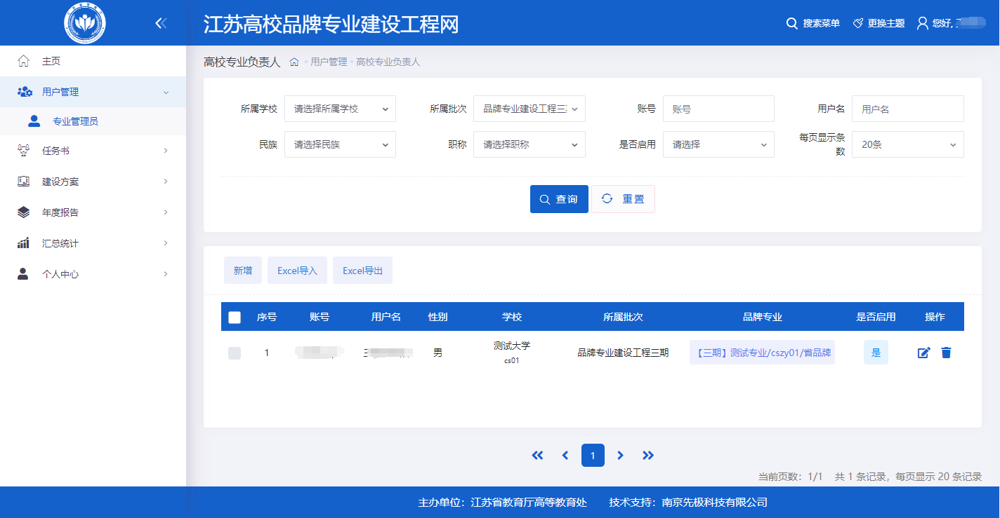 江苏高校品牌专业建设工程网
搜索菜单
更换主题
您好,
主页
用户管理
专业管理员
任务书
建设方案
年度报告
汇总统计
个人中心
高校专业负责人
用户管理
高校专业负责人
所属学校 请选择所属学校
所属批次 品牌专业建设工程三
账号 账号
用户名 用户名
民族 请选择民族
职称 请选择职称
是否启用 请选择
每页显示条
数
20条
查询
重置
新增
Excel导入
Excel导出
序号 账号 用户名 性别 学校 所属批次 品牌专业 是否启用 操作
1 男 测试大学 品牌专业建设工程三期 【三期】测试专业/cszy01/省品牌 是
cs01
1
当前页数：1/1 共 1 条记录，每页显示 20 条记录
主办单位：江苏省教育厅高等教育处 技术支持：南京先极科技有限公司